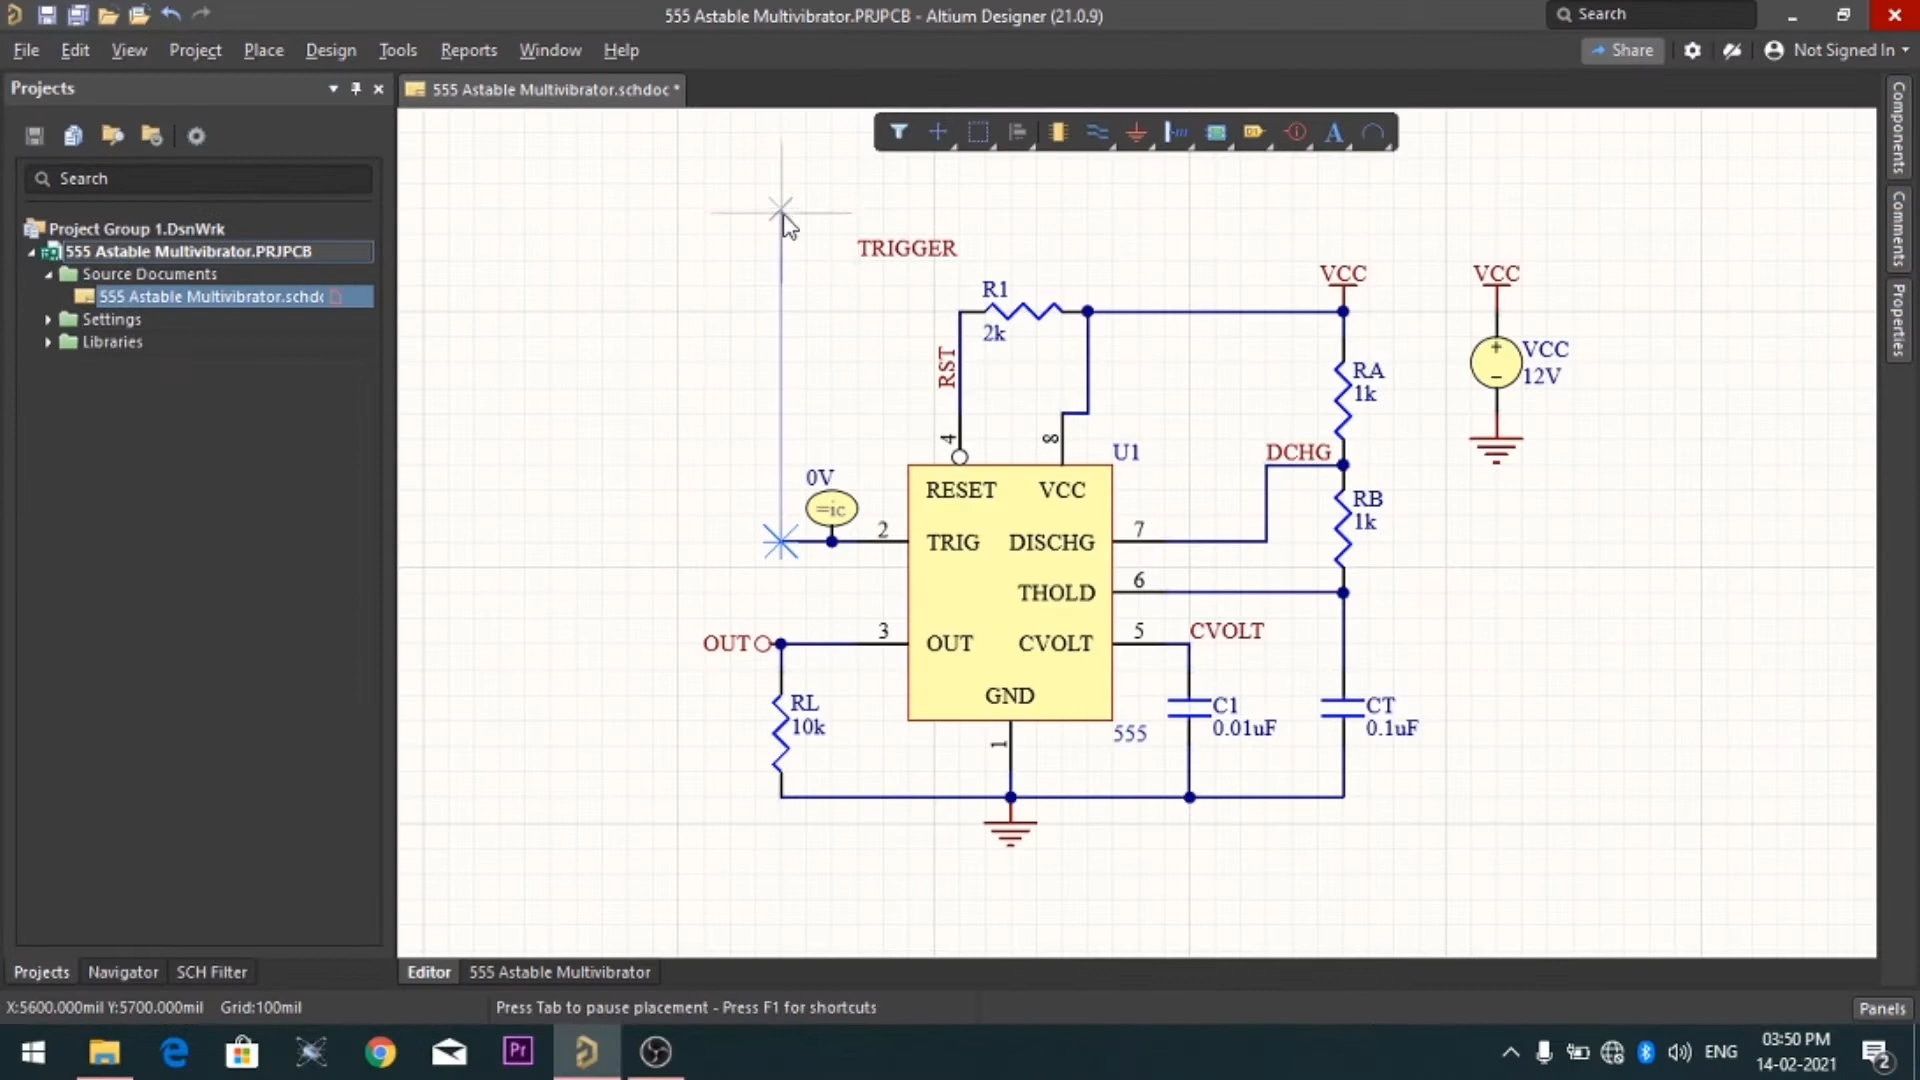 555 Astable Multivibrator.PRJPCB - Altium Designer (21.0.9)
Search
File Edit View Project Place Design Tools Reports Window Help
Share
Not Signed In
Projects
555 Astable Multivibrator.schdoc *
Search
Project Group 1.DsnWrk
555 Astable Multivibrator.PRJPCB
Source Documents
555 Astable Multivibrator.schdc
Settings
Libraries
Components
Comments
Properties
TRIGGER
R1
2k
RST
VCC
VCC
VCC
12V
RA
1k
4
8
U1
DCHG
0V
=ic
RESET
VCC
RB
1k
2
TRIG
DISCHG
7
THOLD
6
OUT
3
OUT
CVOLT
5
CVOLT
GND
RL
10k
1
555
C1
0.01uF
CT
0.1uF
Projects Navigator SCH Filter
Editor 555 Astable Multivibrator
X:5600.000mil Y:5700.000mil Grid:100mil
Press Tab to pause placement - Press F1 for shortcuts
Panels
Pr
ENG
03:50 PM
14-02-2021
2